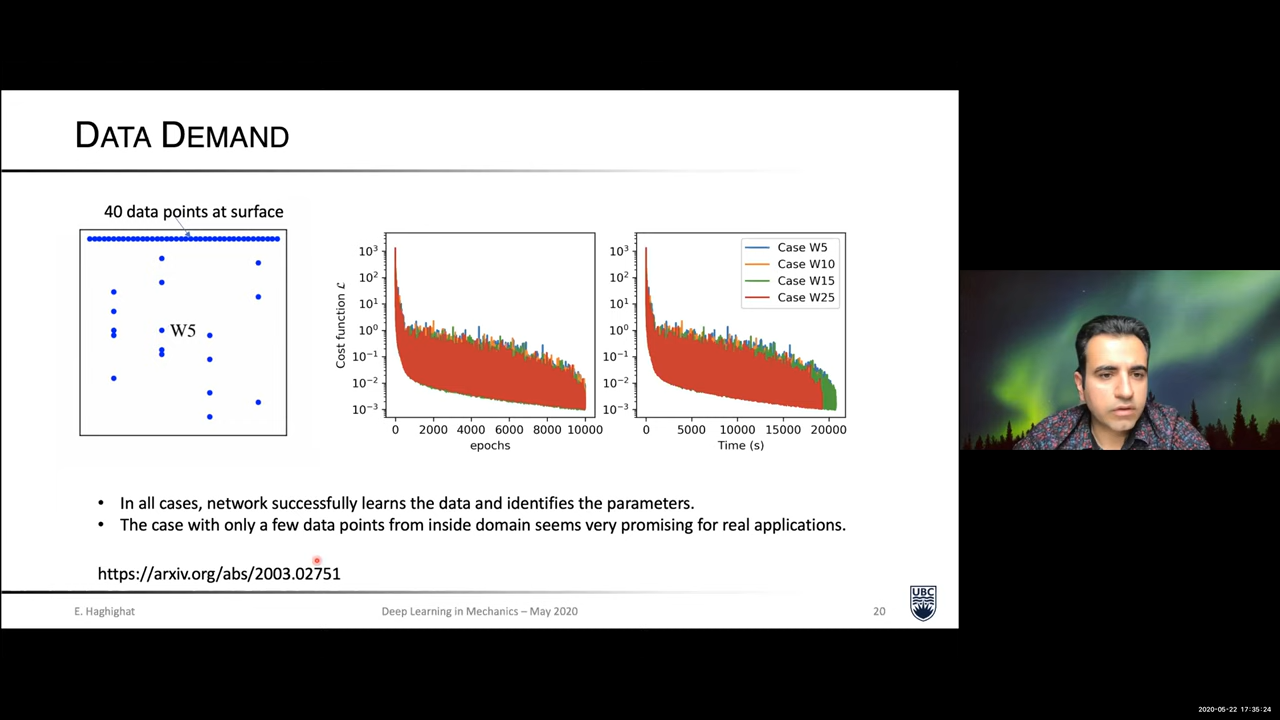 DATA DEMAND
40 data points at surface
W5
10³
10²
10¹
10⁰
10⁻¹
10⁻²
10⁻³
Cost function ℒ
0 2000 4000 6000 8000 10000
epochs
10³
10²
10¹
10⁰
10⁻¹
10⁻²
10⁻³
Case W5
Case W10
Case W15
Case W25
0 5000 10000 15000 20000
Time (s)
• In all cases, network successfully learns the data and identifies the parameters.
• The case with only a few data points from inside domain seems very promising for real applications.
https://arxiv.org/abs/2003.02751
E. Haghighat
Deep Learning in Mechanics – May 2020
20
UBC
2020-05-22 17:35:24